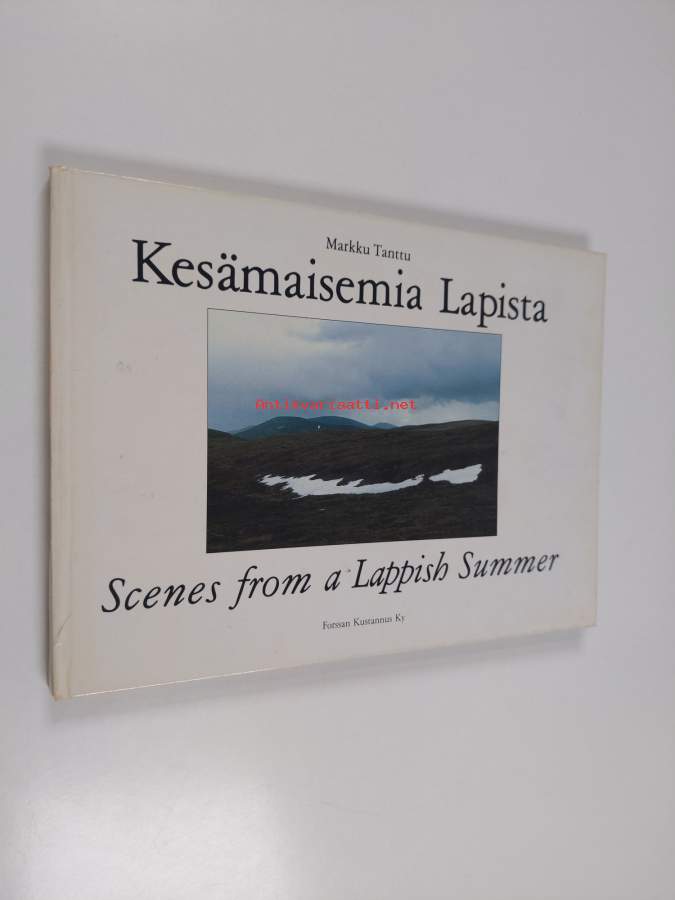 Markku Tanttu
Kesämaisemia Lapista
Antikvariaatti.net
Scenes from a Lappish Summer
Forssan Kustannus Ky